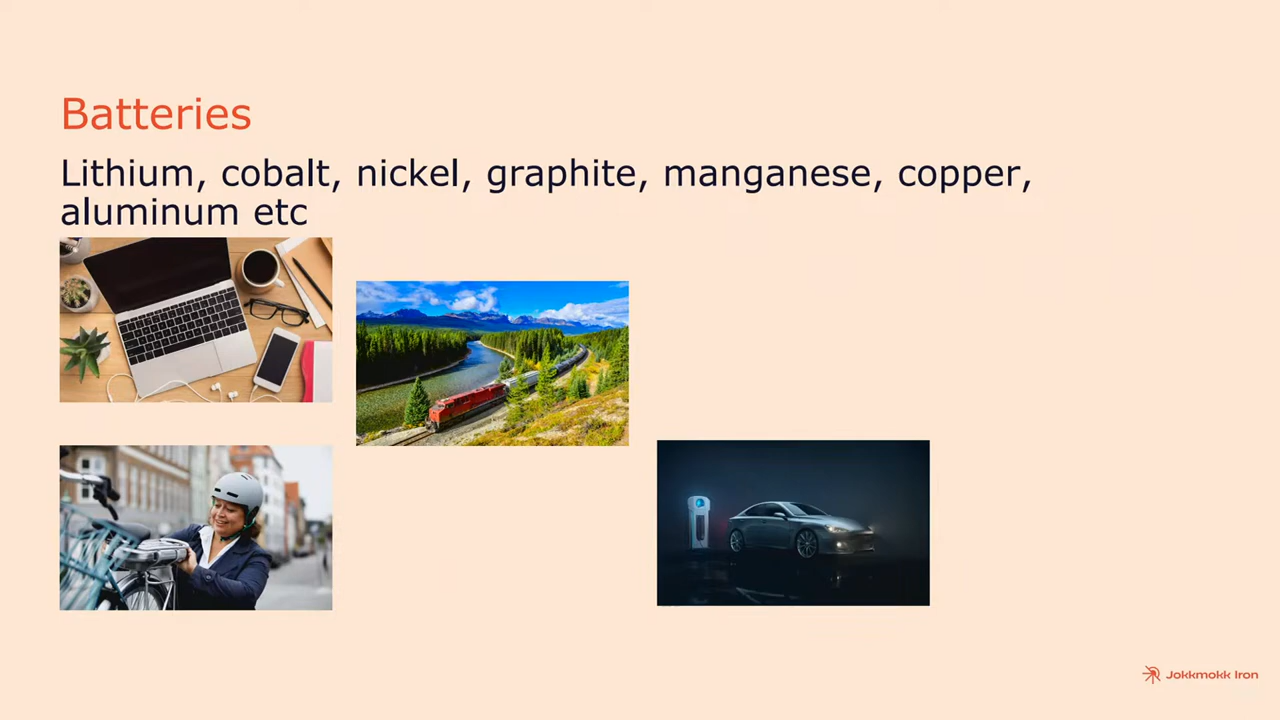 Batteries
Lithium, cobalt, nickel, graphite, manganese, copper,
aluminum etc
Jokkmokk Iron